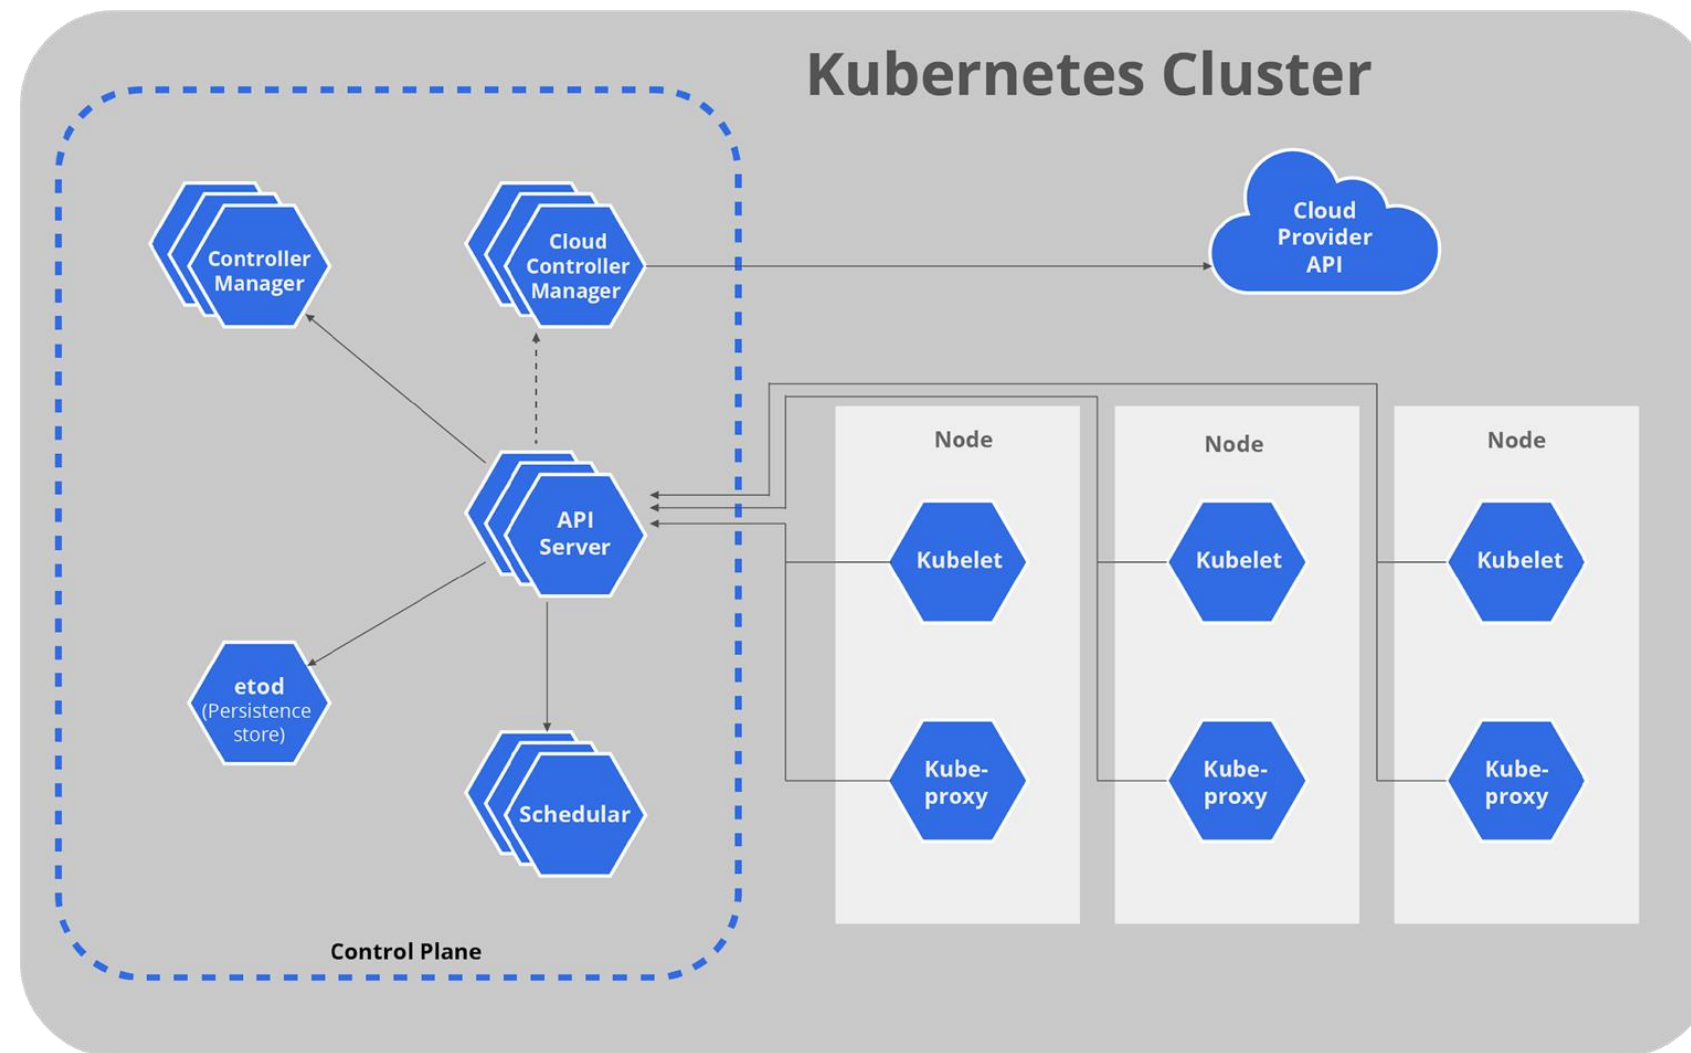 Kubernetes Cluster
Controller
Manager
Cloud
Controller
Manager
Cloud
Provider
API
API
Server
etod
(Persistence
store)
Schedular
Control Plane
Node
Kubelet
Kube-
proxy
Node
Kubelet
Kube-
proxy
Node
Kubelet
Kube-
proxy